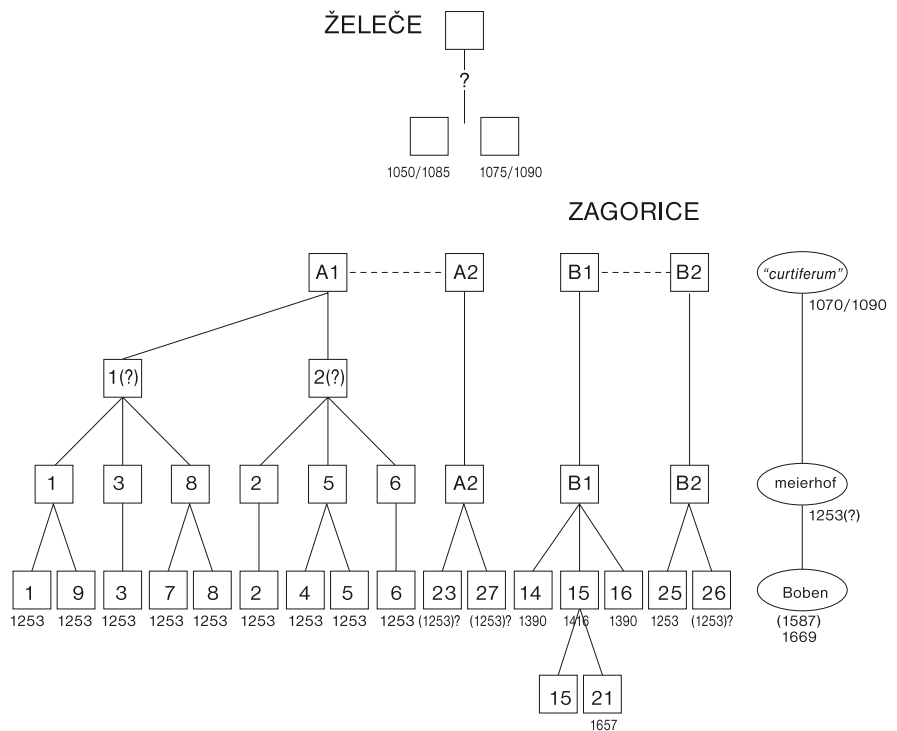 ŽELEČE
?
1050/1085 1075/1090
ZAGORICE
A1 A2 B1 B2 "curtiferum"
1070/1090
1(?) 2(?)
1 3 8 2 5 6 A2 B1 B2 meierhof
1253(?)
1 9 3 7 8 2 4 5 6 23 27 14 15 16 25 26 Boben
1253 1253 1253 1253 1253 1253 1253 1253 (1253)? (1253)? 1390 1416 1390 1253 (1253)? (1587)
1669
15 21
1657